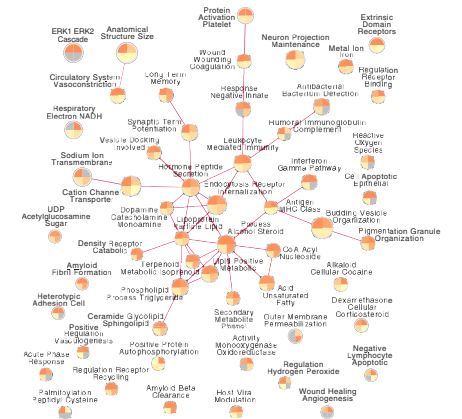 Protein
Activation
Platelet
ERK1 ERK2
Cascade
Anatomical
Structure Size
Extrinsic
Domain
Receptors
Wound
Wounding
Coagulation
Neuron Projection
Maintenance
Metal Ion
Iron
Circulatory System
Vasoconstriction
Long Term
Memory
Regulation
Receptor
Binding
Response
Negative Innate
Antibacterial
Bacterium Detection
Respiratory
Electron NADH
Synaptic Term
Potentiation
Humoral Immunoglobulin
Complement
Vesicle Docking
Involved
Leukocyte
Mediated Immunity
Reactive
Oxygen
Species
Sodium Ion
Transmembrane
Hormone Peptide
Secretion
Interferon
Gamma Pathway
Cation Channel
Transporter
Endocytosis Receptor
Internalization
Cell Apoptotic
Epithelial
UDP
Acetylglucosamine
Sugar
Dopamine
Catecholamine
Monoamine
Lipoprotein
Particle Lipid
Antigen
MHC Class
Budding Vesicle
Organization
Process
Alcohol Steroid
Pigmentation Granule
Organization
Density Receptor
Catabolic
CoA Acyl
Nucleoside
Amyloid
Fibril Formation
Terpenoid
Metabolic Isoprenoid
Lipid Positive
Metabolic
Alkaloid
Cellular Cocaine
Heterotypic
Adhesion Cell
Phospholipid
Process Triglyceride
Acid
Unsaturated
Fatty
Dexamethasone
Cellular
Corticosteroid
Ceramide Glycolipid
Sphingolipid
Secondary
Metabolite
Phenol
Outer Membrane
Permeabilization
Positive
Regulation
Vasculogenesis
Positive Protein
Autophosphorylation
Activity
Monooxygenase
Oxidoreductase
Negative
Lymphocyte
Apoptotic
Acute Phase
Response
Regulation Receptor
Recycling
Regulation
Hydrogen Peroxide
Palmitoylation
Peptidyl Cysteine
Amyloid Beta
Clearance
Host Viral
Modulation
Wound Healing
Angiogenesis